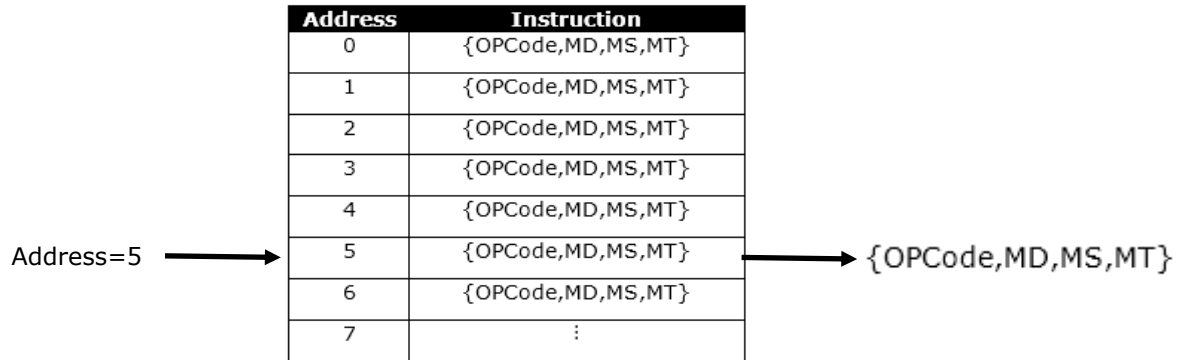 Address Instruction
0 {OPCode,MD,MS,MT}
1 {OPCode,MD,MS,MT}
2 {OPCode,MD,MS,MT}
3 {OPCode,MD,MS,MT}
4 {OPCode,MD,MS,MT}
Address=5 5 {OPCode,MD,MS,MT} {OPCode,MD,MS,MT}
6 {OPCode,MD,MS,MT}
7 ⋮